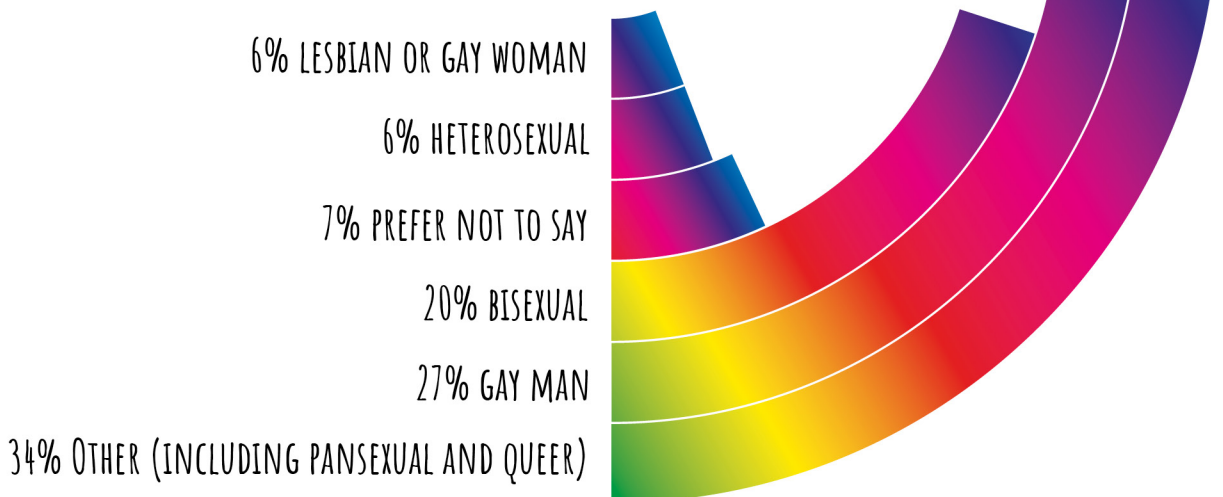 6% LESBIAN OR GAY WOMAN
6% HETEROSEXUAL
7% PREFER NOT TO SAY
20% BISEXUAL
27% GAY MAN
34% OTHER (INCLUDING PANSEXUAL AND QUEER)